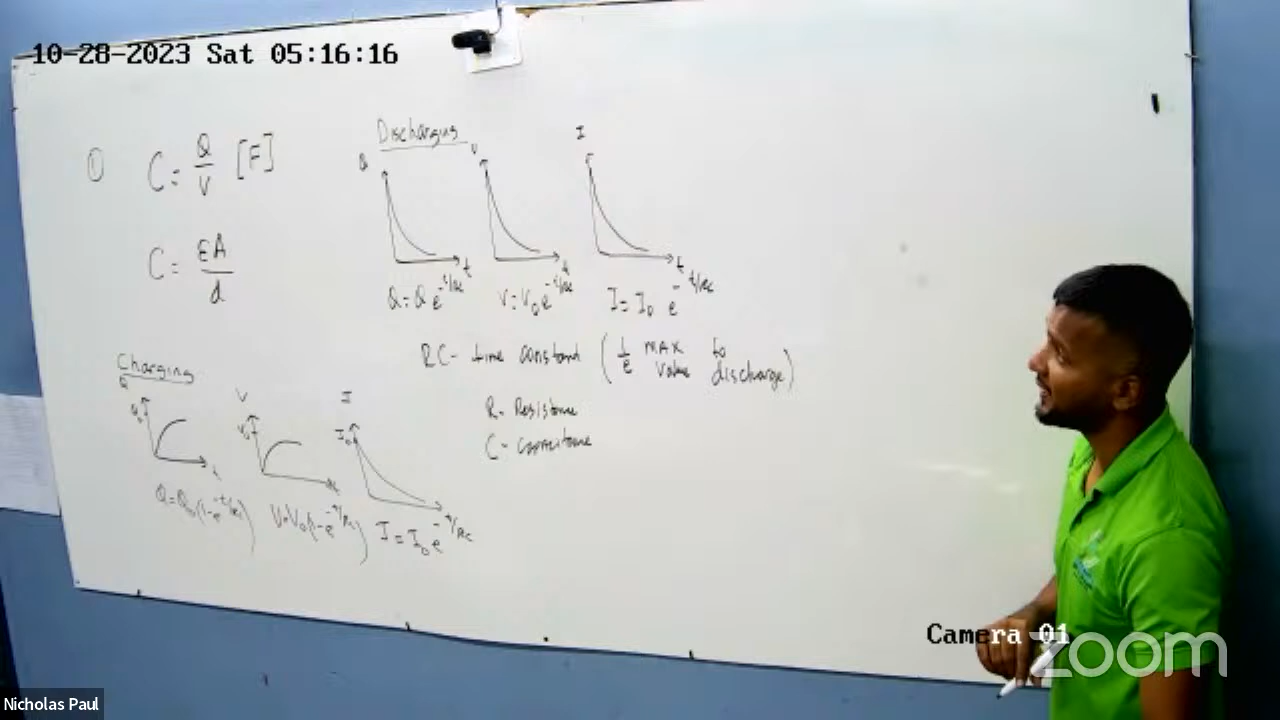 10-28-2023 Sat 05:16:16
①
C = Q/V [F]
C = εA/d
Discharging
Q
V
I
t
t
t
Q = Q e^-t/RC
V = V₀e^-t/RC
I = I₀ e^-t/RC
RC - time constant (1/e MAX Value to discharge)
R - Resistance
C - Capacitance
Charging
Q
V
I
Q₀
V₀
I₀
t
t
Q = Q₀(1-e^-t/RC)
V = V₀(1-e^-t/RC)
I = I₀e^-t/RC
Camera 01
zoom
Nicholas Paul